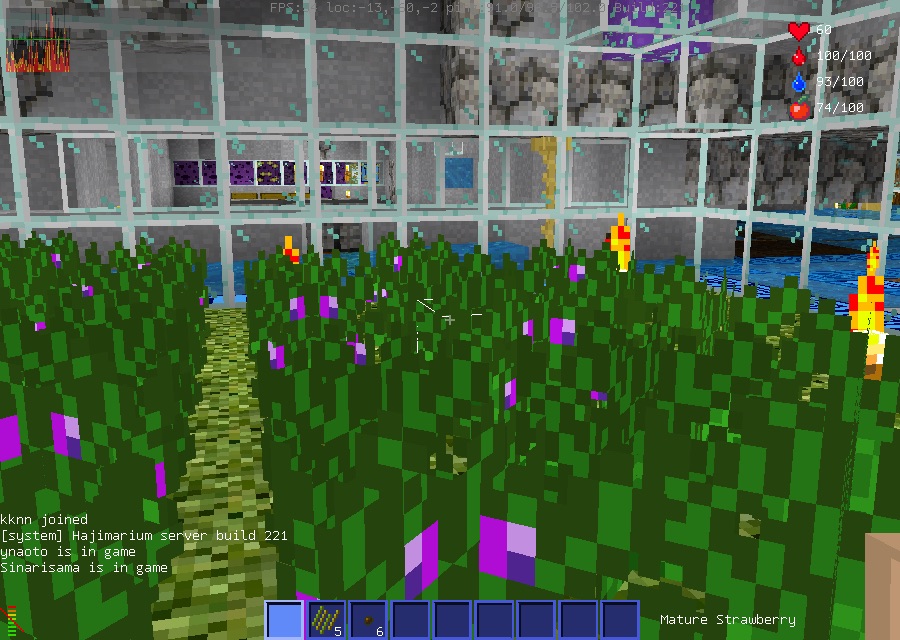 60
100/100
93/100
74/100
kknn joined
[system] Hajimarium server build 221
ynaoto is in game
Sinarisama is in game
5
6
Mature Strawberry